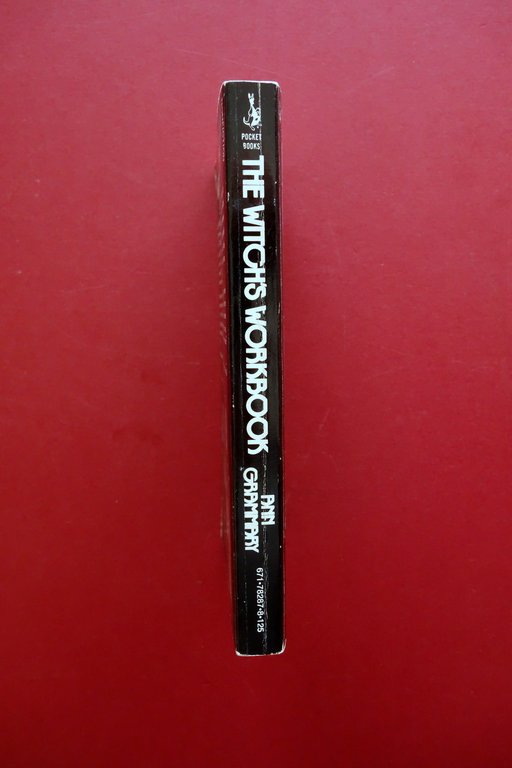 POCKET
BOOKS
THE WITCH'S WORKBOOK
ANN
GRAMMARY
671-78287-8-125